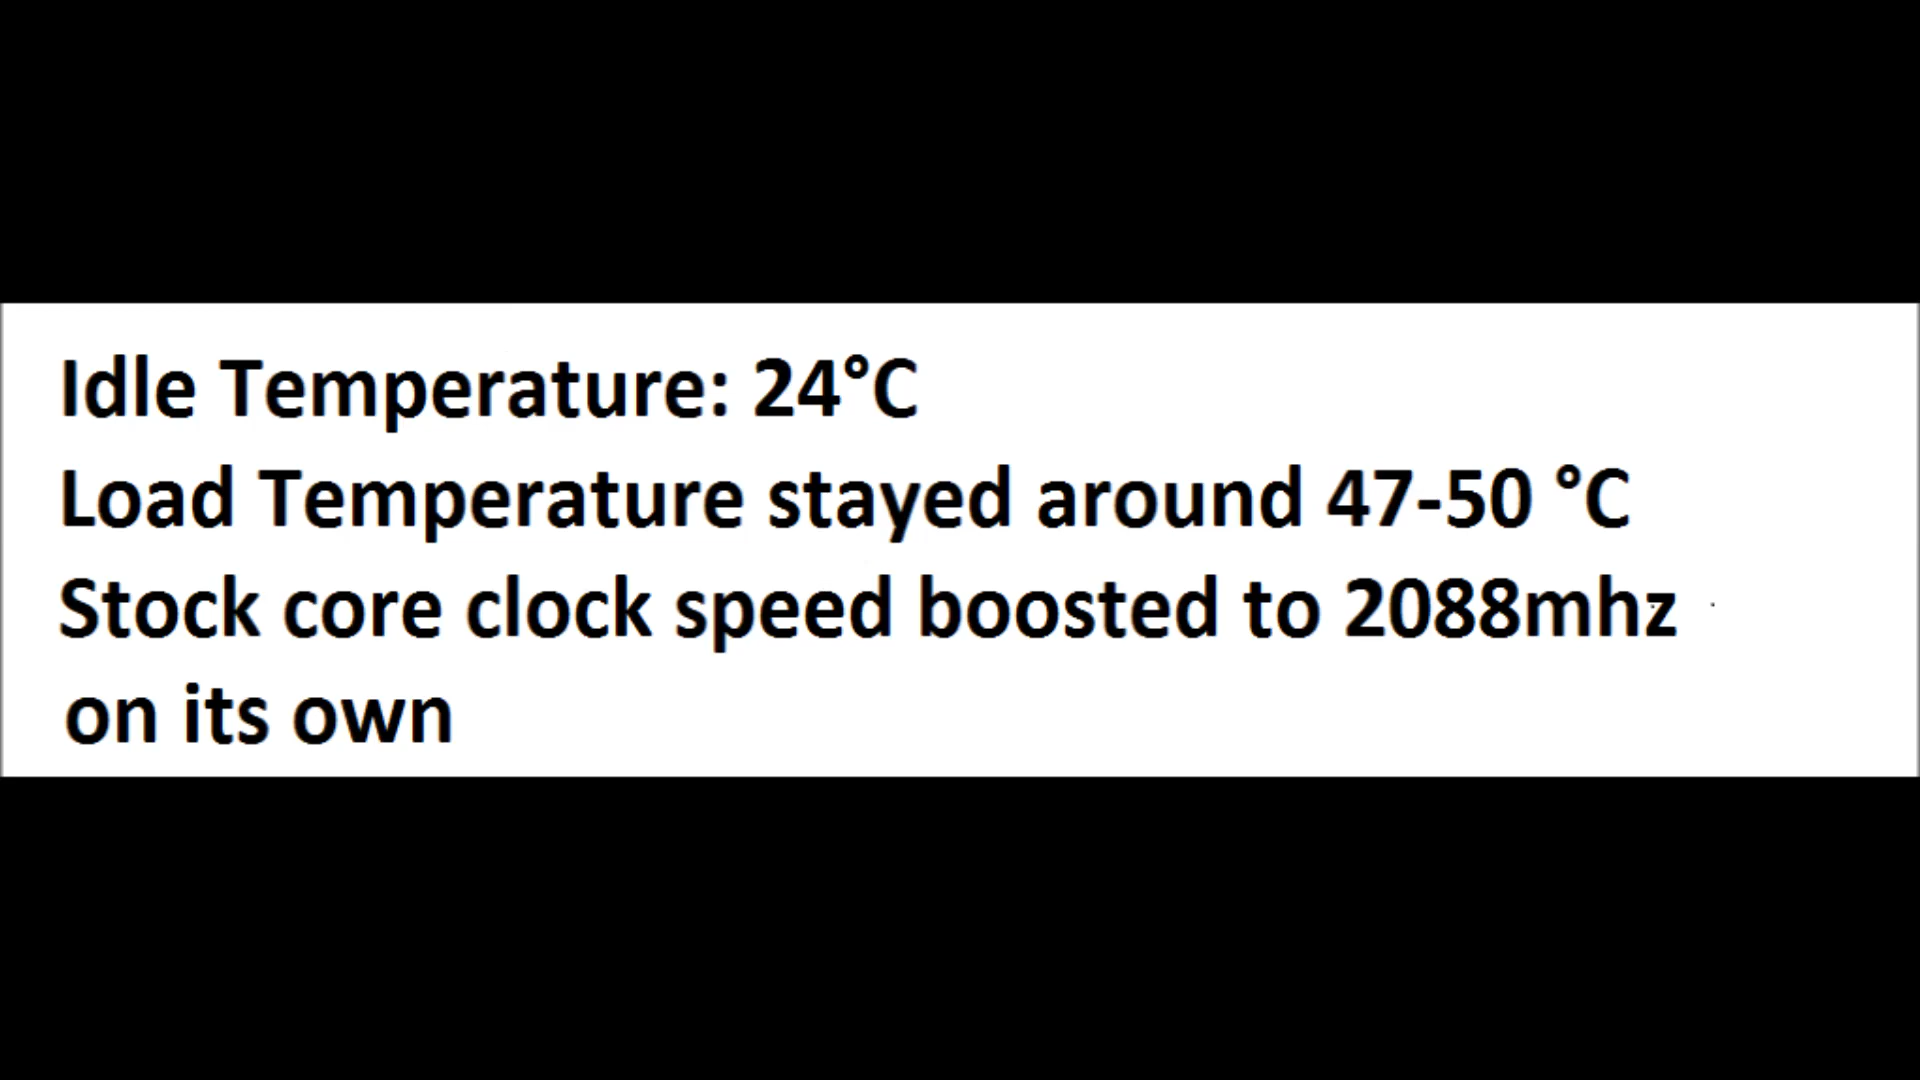 Idle Temperature: 24°C
Load Temperature stayed around 47-50 °C
Stock core clock speed boosted to 2088mhz
on its own